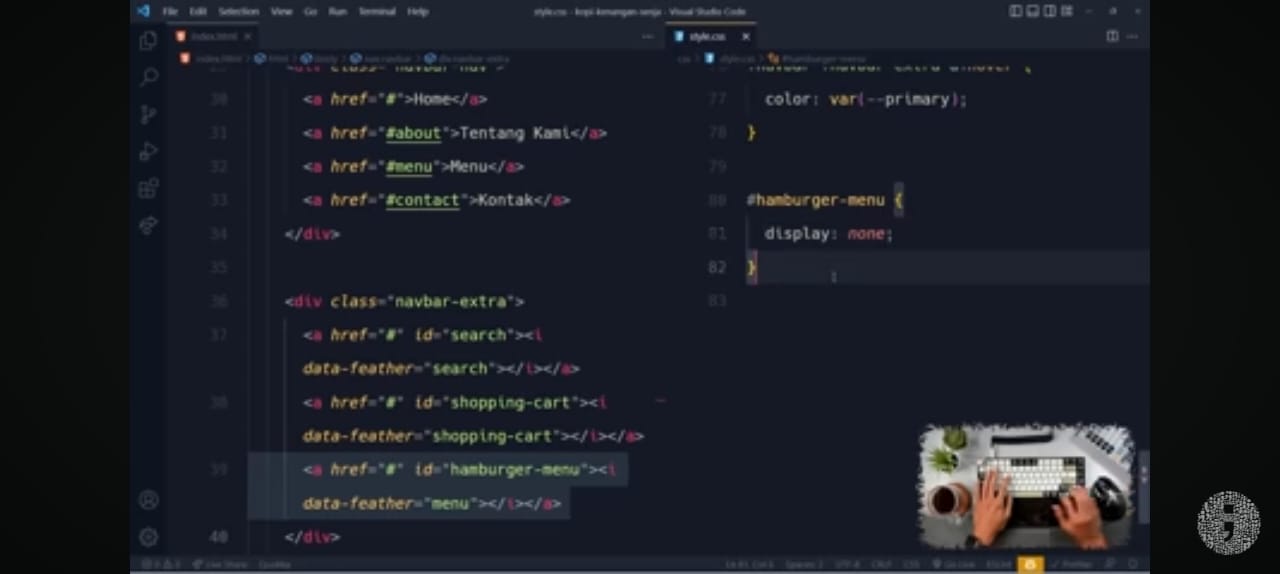 File Edit Selection View Go Run Terminal Help
style.css - kopi-kenangan-senja - Visual Studio Code
index.html
style.css
<div class="navbar-nav">
30 <a href="#">Home</a>
31 <a href="#about">Tentang Kami</a>
32 <a href="#menu">Menu</a>
33 <a href="#contact">Kontak</a>
34 </div>
35
36 <div class="navbar-extra">
37 <a href="#" id="search"><i
data-feather="search"></i></a>
38 <a href="#" id="shopping-cart"><i
data-feather="shopping-cart"></i></a>
39 <a href="#" id="hamburger-menu"><i
data-feather="menu"></i></a>
40 </div>
77 color: var(--primary);
78 }
79
80 #hamburger-menu {
81 display: none;
82 }
83